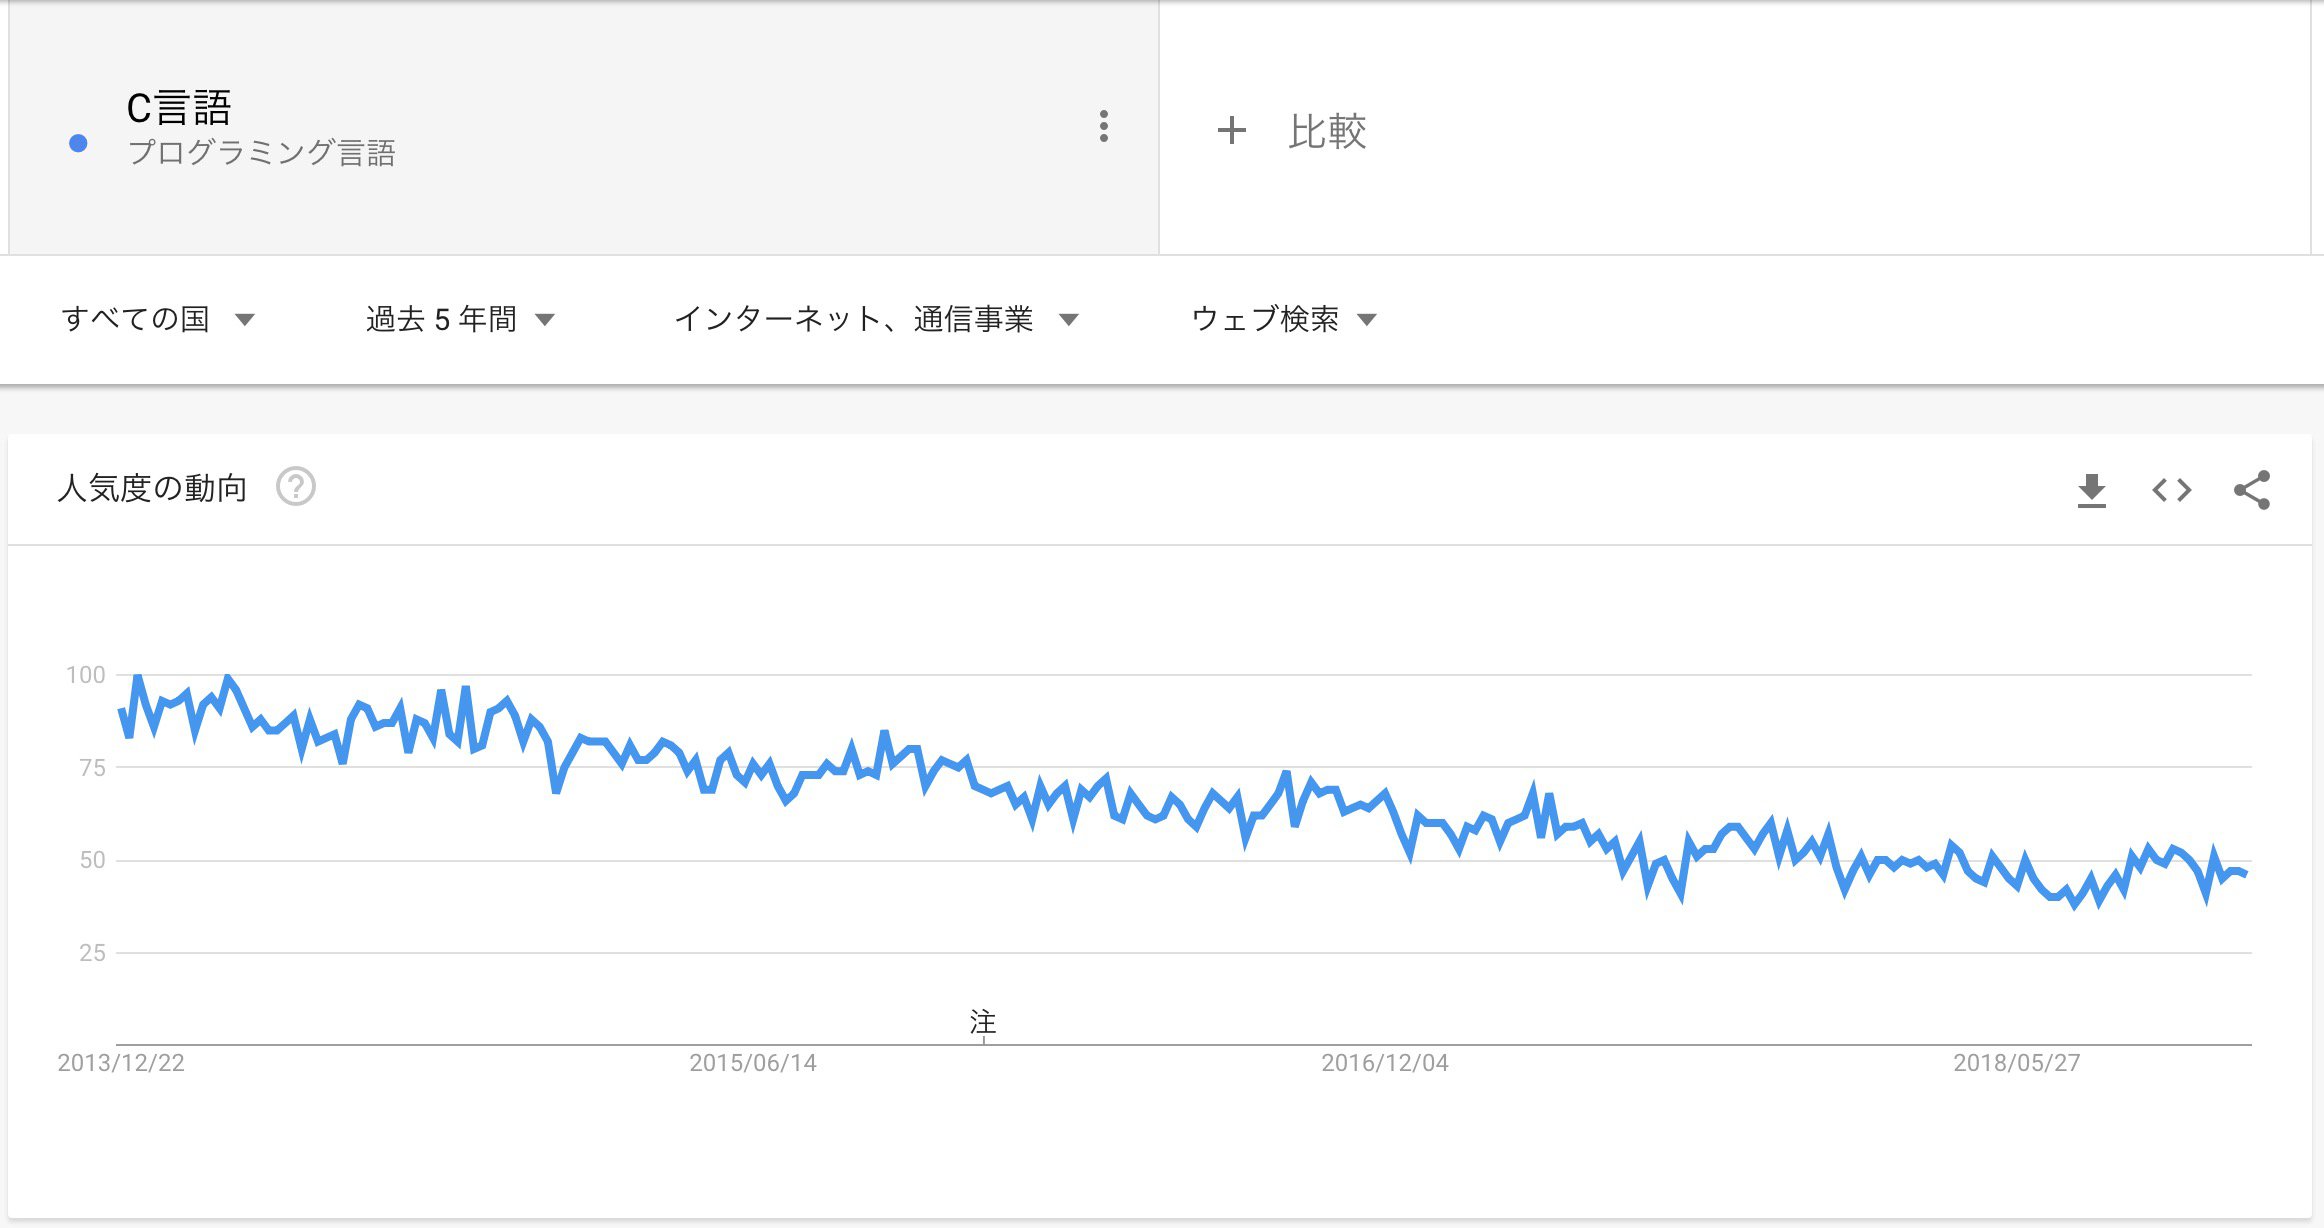 C言語
プログラミング言語
+ 比較
すべての国
過去 5 年間
インターネット、通信事業
ウェブ検索
人気度の動向 ?
100
75
50
25
注
2013/12/22 2015/06/14 2016/12/04 2018/05/27